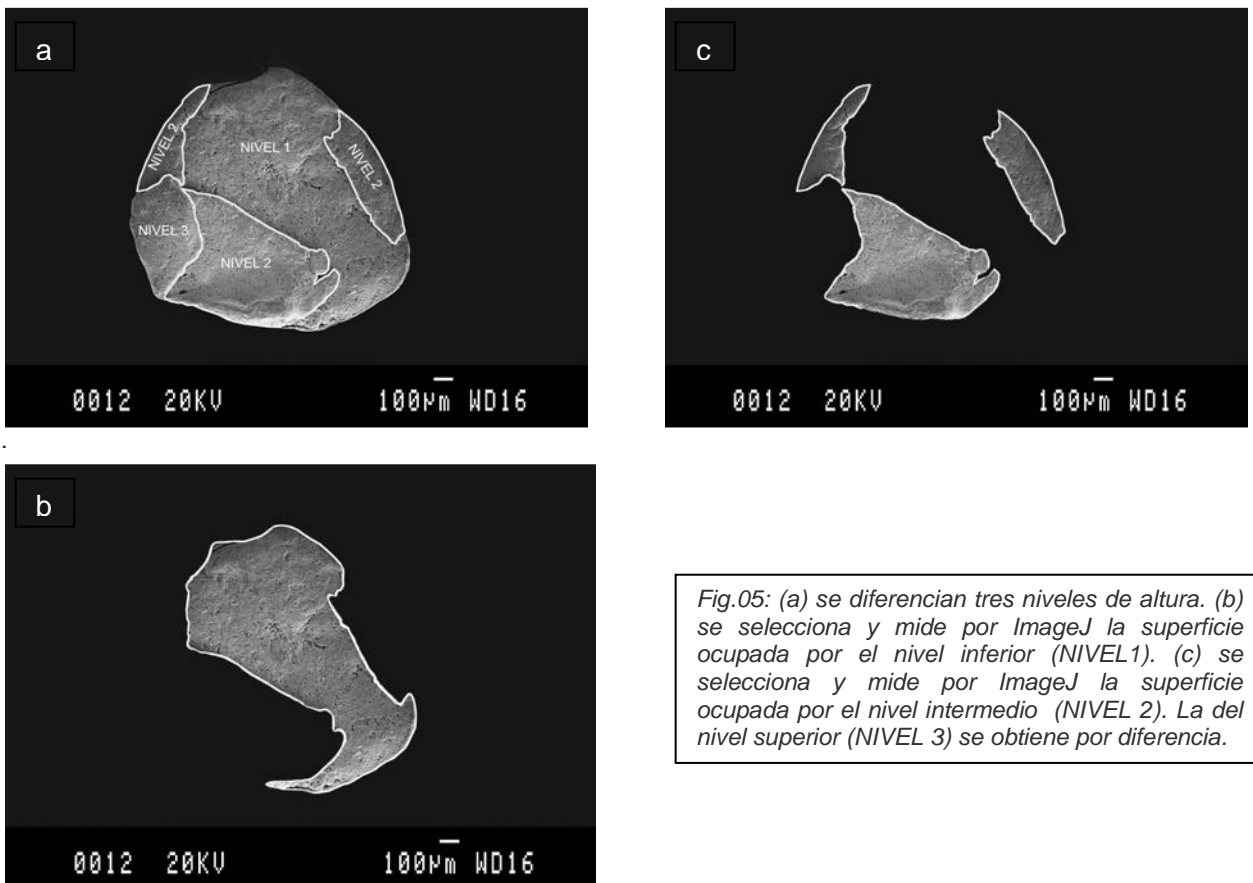 a
NIVEL 2
NIVEL 1
NIVEL 2
NIVEL 3
NIVEL 2
0012 20KV 100µm WD16
c
0012 20KV 100µm WD16
.
b
0012 20KV 100µm WD16
Fig.05: (a) se diferencian tres niveles de altura. (b)
se selecciona y mide por ImageJ la superficie
ocupada por el nivel inferior (NIVEL1). (c) se
selecciona y mide por ImageJ la superficie
ocupada por el nivel intermedio (NIVEL 2). La del
nivel superior (NIVEL 3) se obtiene por diferencia.